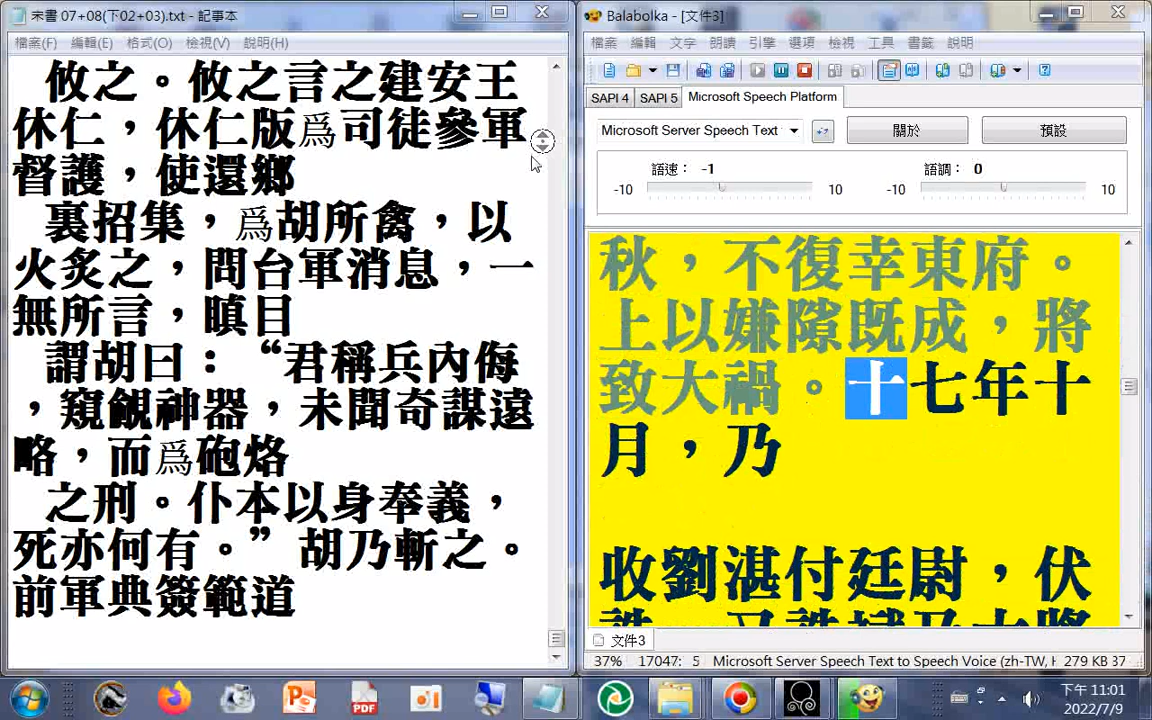 宋書 07+08(下02+03).txt - 記事本
檔案(F) 編輯(E) 格式(O) 檢視(V) 說明(H)
攸之。攸之言之建安王
休仁，休仁版爲司徒參軍
督護，使還鄉
裏招集，爲胡所禽，以
火炙之，問台軍消息，一
無所言，瞋目
謂胡曰：“君稱兵內侮
，窺覦神器，未聞奇謀遠
略，而爲砲烙
之刑。仆本以身奉義，
死亦何有。”胡乃斬之。
前軍典簽範道
Balabolka - [文件3]
檔案 編輯 文字 朗讀 引擎 選項 檢視 工具 書籤 說明
SAPI 4 SAPI 5 Microsoft Speech Platform
Microsoft Server Speech Text 關於 預設
語速： -1 語調： 0
-10 10 -10 10
秋，不復幸東府。
上以嫌隙既成，將
致大禍。十七年十
月，乃
收劉湛付廷尉，伏
誅。又誅斌及大將
文件3
37% 17047: 5 Microsoft Server Speech Text to Speech Voice (zh-TW, H 279 KB 37
PDF
下午 11:01
2022/7/9